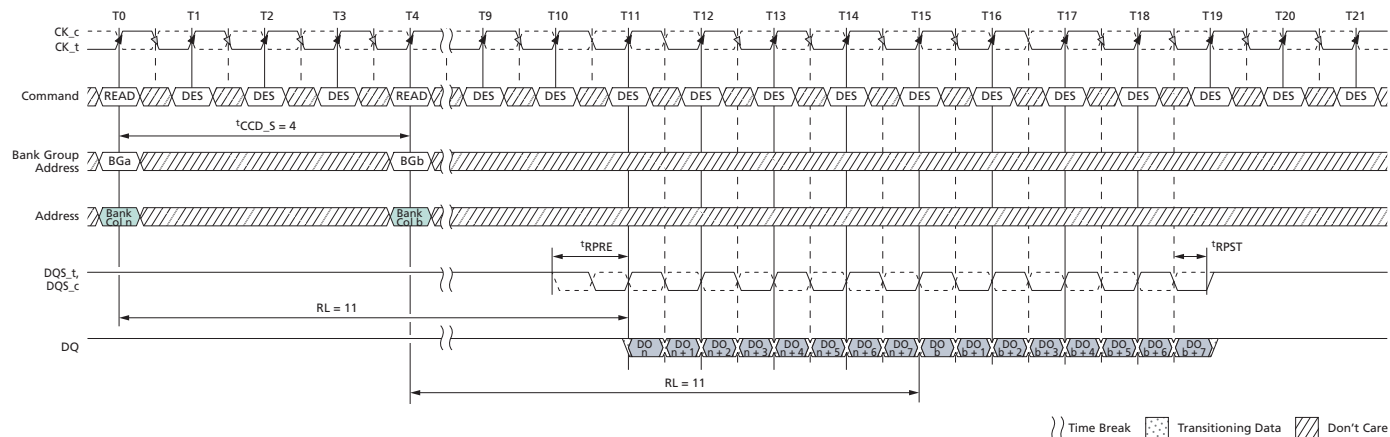 T0 T1 T2 T3 T4 T9 T10 T11 T12 T13 T14 T15 T16 T17 T18 T19 T20 T21
CK_c
CK_t
Command READ DES DES DES READ DES DES DES DES DES DES DES DES DES DES DES DES DES
tCCD_S = 4
Bank Group
Address
BGa BGb
Address
Bank
Col n
Bank
Col b
tRPRE tRPST
DQS_t,
DQS_c
RL = 11
DQ
DO
n
DO
n + 1
DO
n + 2
DO
n + 3
DO
n + 4
DO
n + 5
DO
n + 6
DO
n + 7
DO
b
DO
b + 1
DO
b + 2
DO
b + 3
DO
b + 4
DO
b + 5
DO
b + 6
DO
b + 7
RL = 11
Time Break Transitioning Data Don't Care